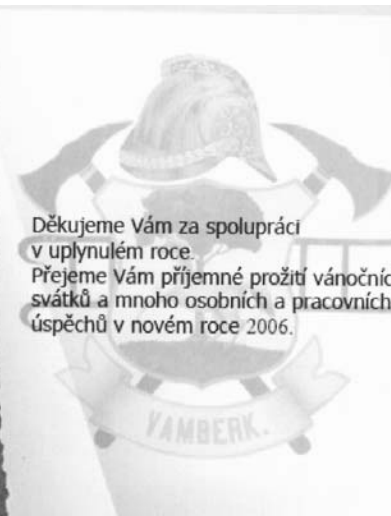 Děkujeme Vám za spolupráci
v uplynulém roce.
Přejeme Vám příjemné prožití vánočníc
svátků a mnoho osobních a pracovních
úspěchů v novém roce 2006.
VAMBERK.